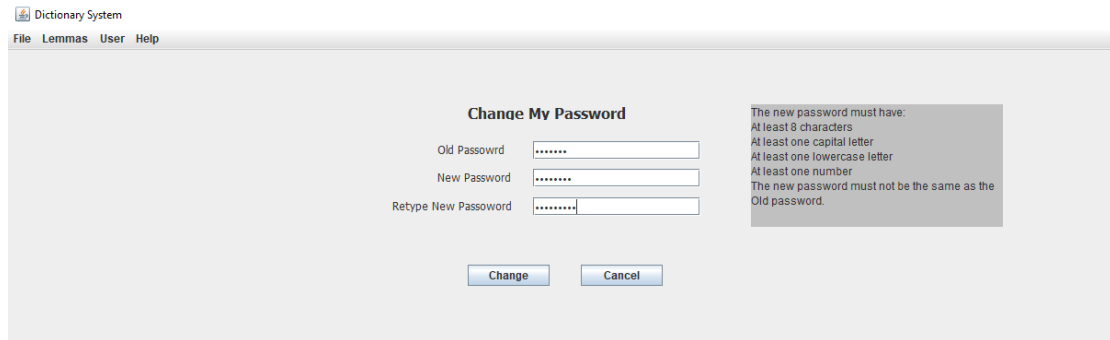 Dictionary System
File Lemmas User Help
Change My Password
Old Passowrd
New Password
Retype New Passoword
Change Cancel
The new password must have:
At least 8 characters
At least one capital letter
At least one lowercase letter
At least one number
The new password must not be the same as the
Old password.